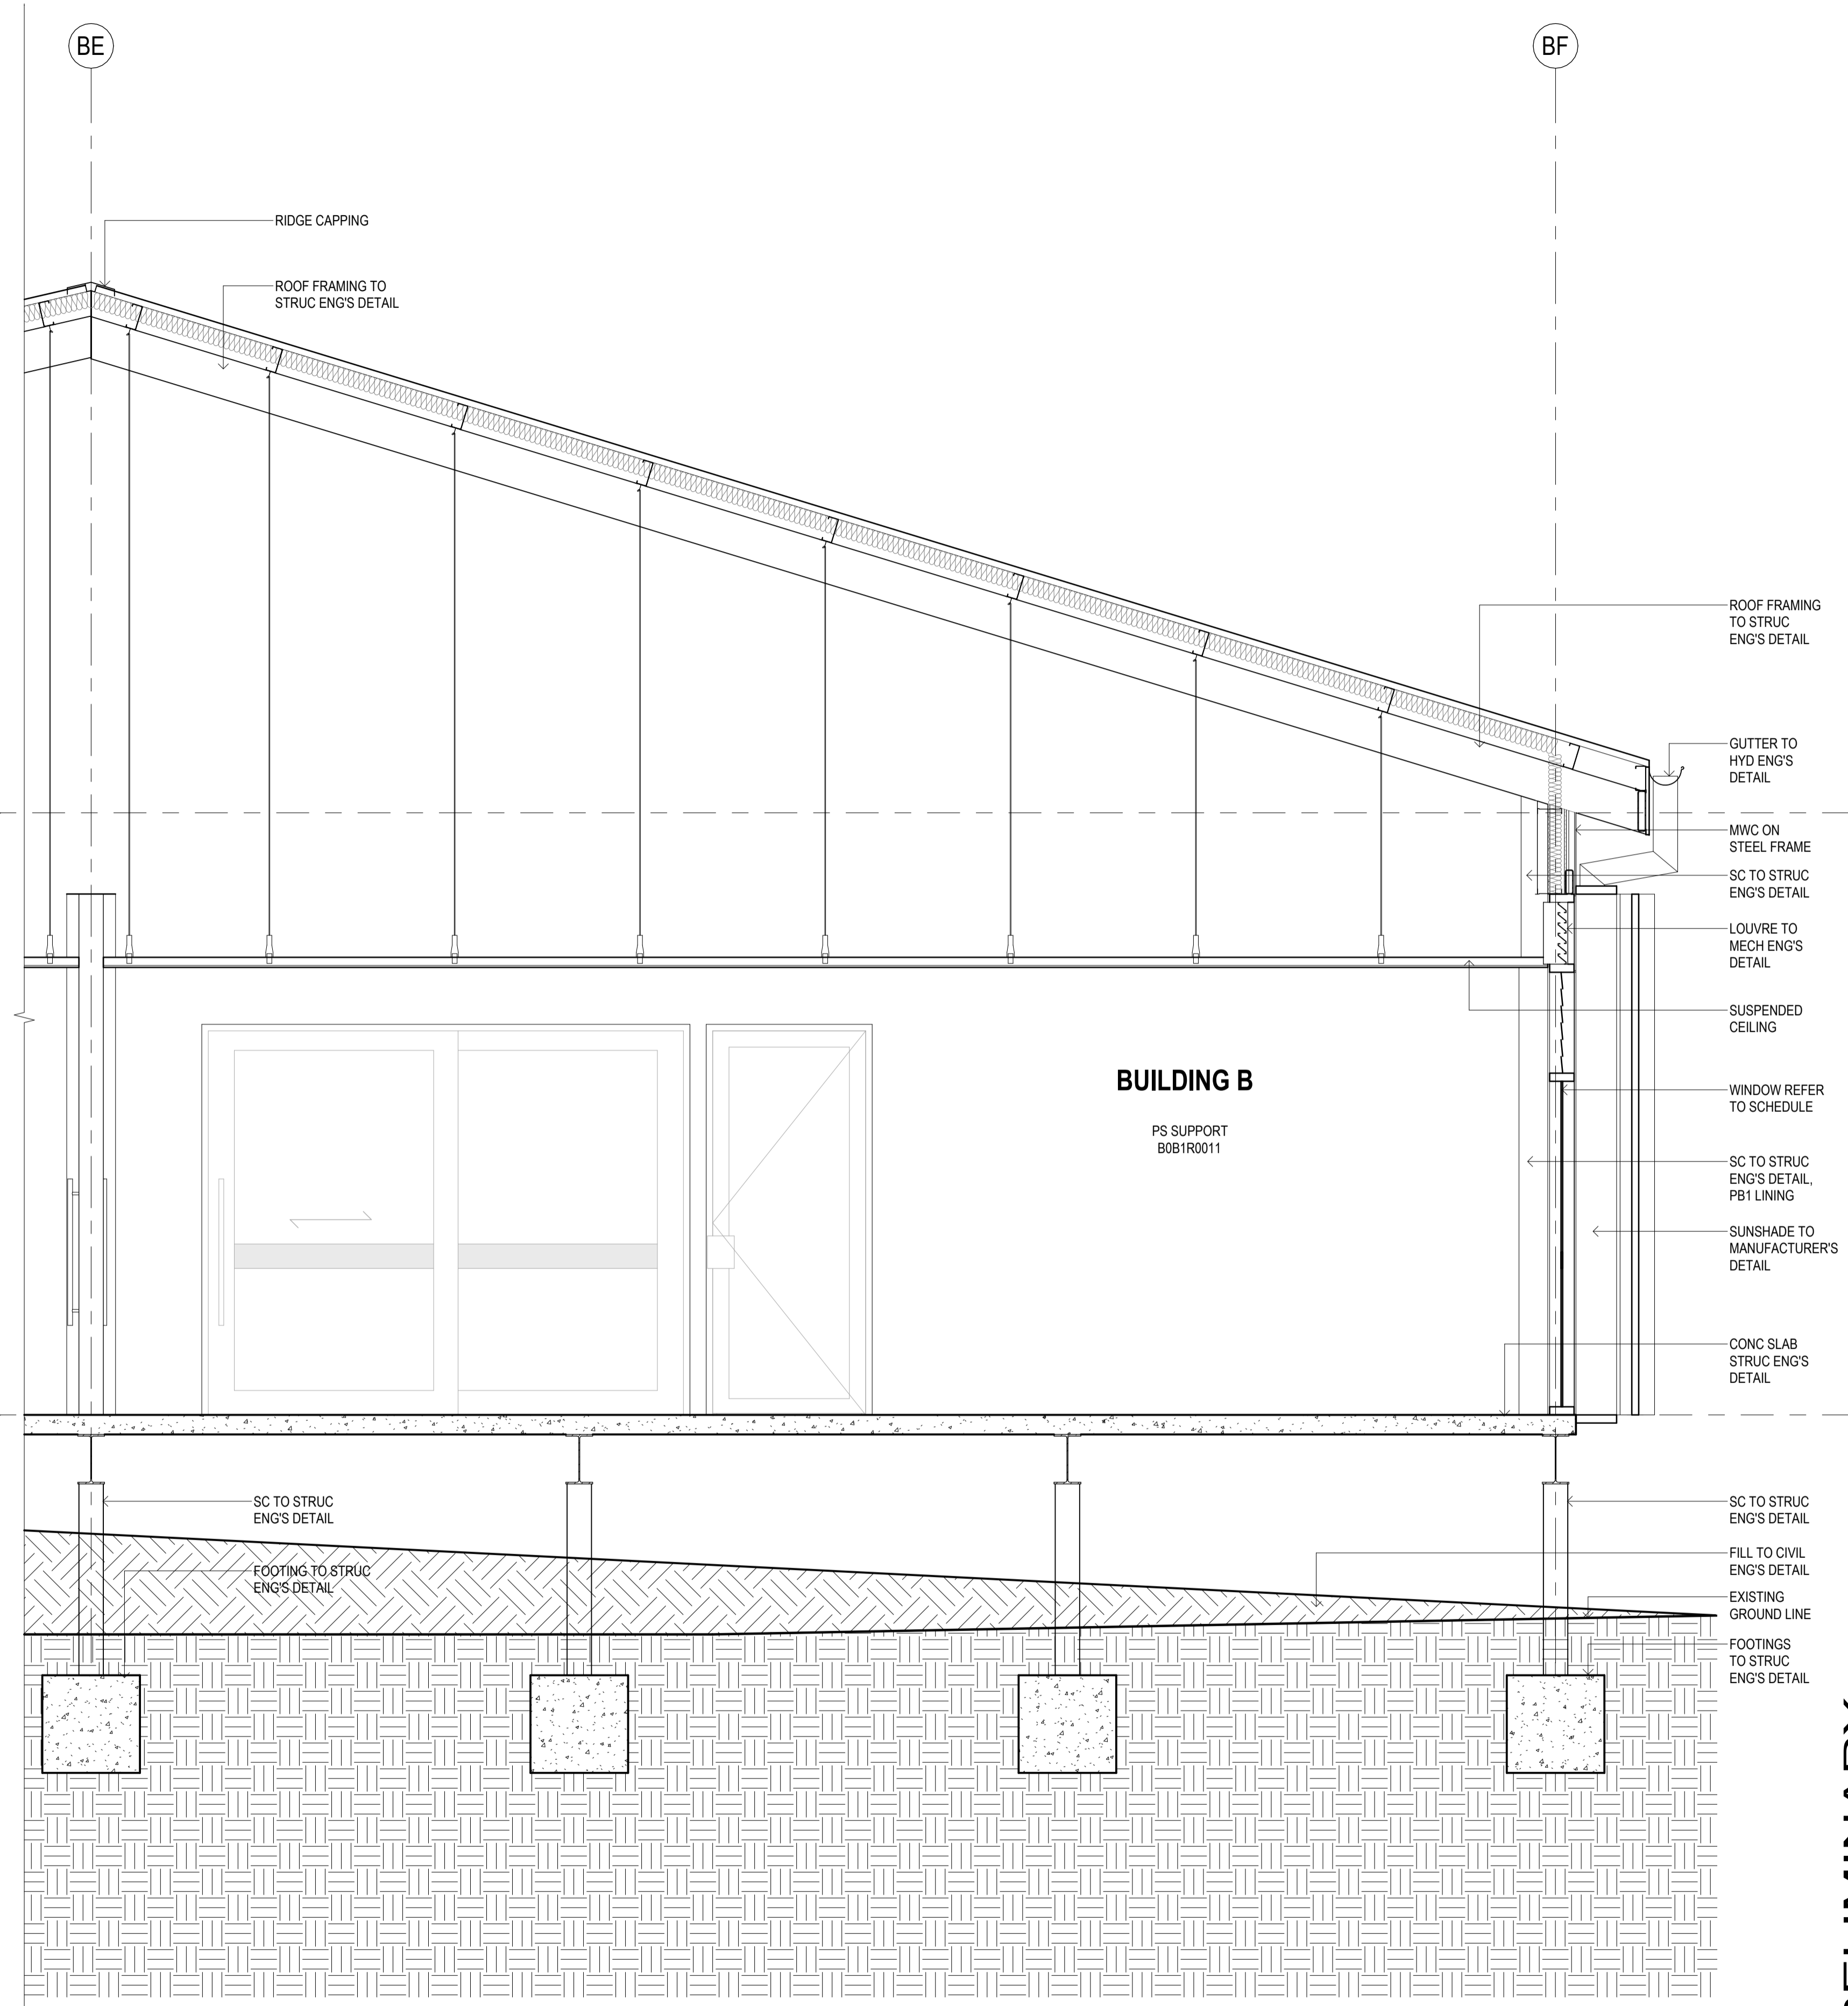 BE
BF
RIDGE CAPPING
ROOF FRAMING TO
STRUC ENG'S DETAIL
ROOF FRAMING
TO STRUC
ENG'S DETAIL
GUTTER TO
HYD ENG'S
DETAIL
MWC ON
STEEL FRAME
SC TO STRUC
ENG'S DETAIL
LOUVRE TO
MECH ENG'S
DETAIL
SUSPENDED
CEILING
BUILDING B
PS SUPPORT
B0B1R0011
WINDOW REFER
TO SCHEDULE
SC TO STRUC
ENG'S DETAIL,
PB1 LINING
SUNSHADE TO
MANUFACTURER'S
DETAIL
CONC SLAB
STRUC ENG'S
DETAIL
SC TO STRUC
ENG'S DETAIL
FOOTING TO STRUC
ENG'S DETAIL
SC TO STRUC
ENG'S DETAIL
FILL TO CIVIL
ENG'S DETAIL
EXISTING
GROUND LINE
FOOTINGS
TO STRUC
ENG'S DETAIL